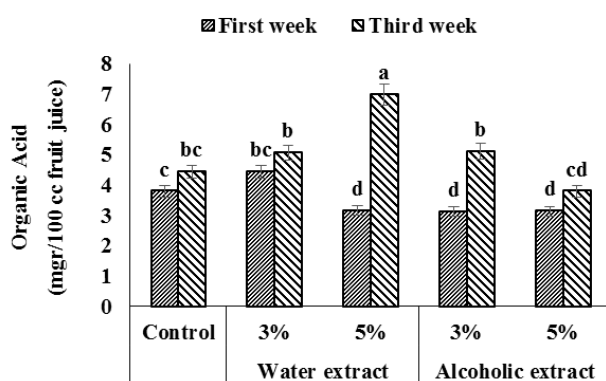 First week Third week
Organic Acid
(mgr/100 cc fruit juice)
8
7
6
5
4
3
2
1
0
c bc bc b d a d b d cd
Control 3% 5% 3% 5%
Water extract Alcoholic extract